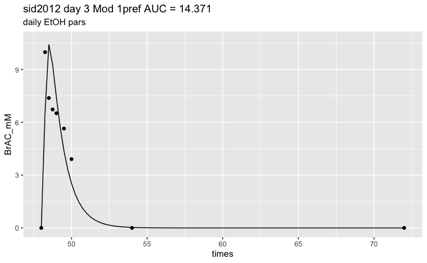 sid2012 day 3 Mod 1pref AUC = 14.371
daily EtOH pars
BrAC_mM
9
6
3
0
50
55
60
65
70
times